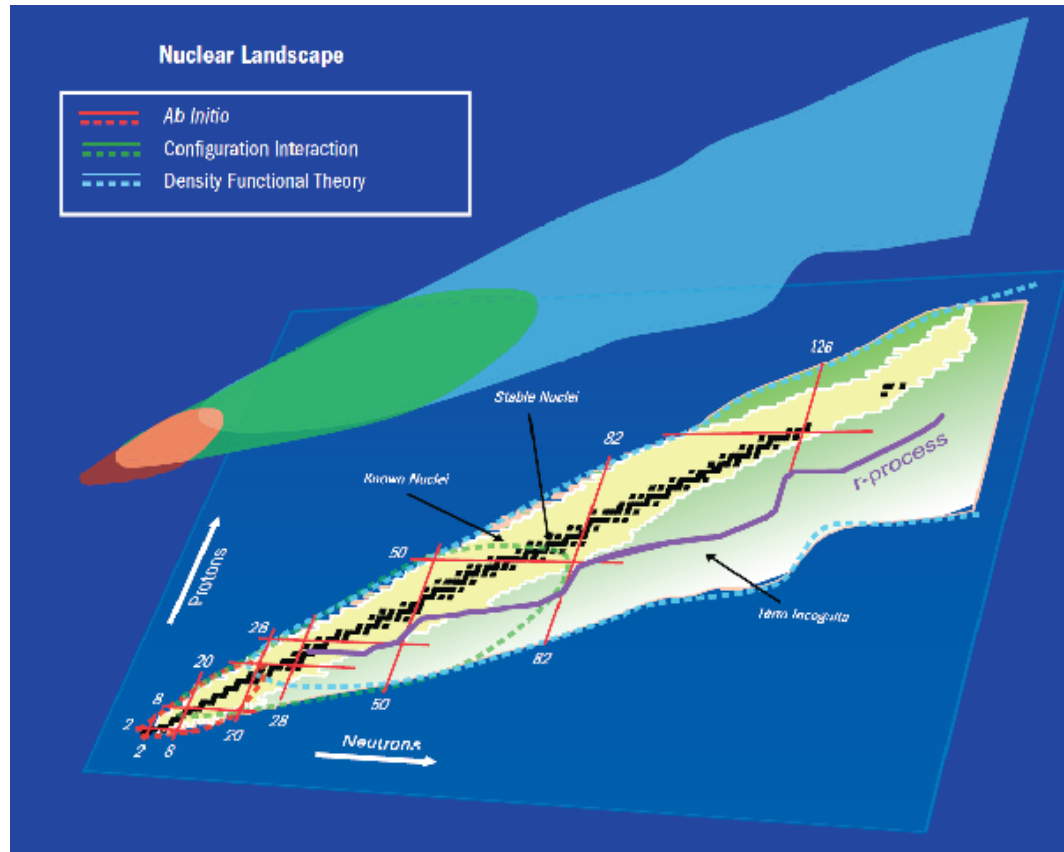 Nuclear Landscape
Ab Initio
Configuration Interaction
Density Functional Theory
126
Stable Nuclei
82
Known Nuclei
r-process
50
Protons
Terra Incognita
28
82
20
50
8
28
2
20
2
8
Neutrons